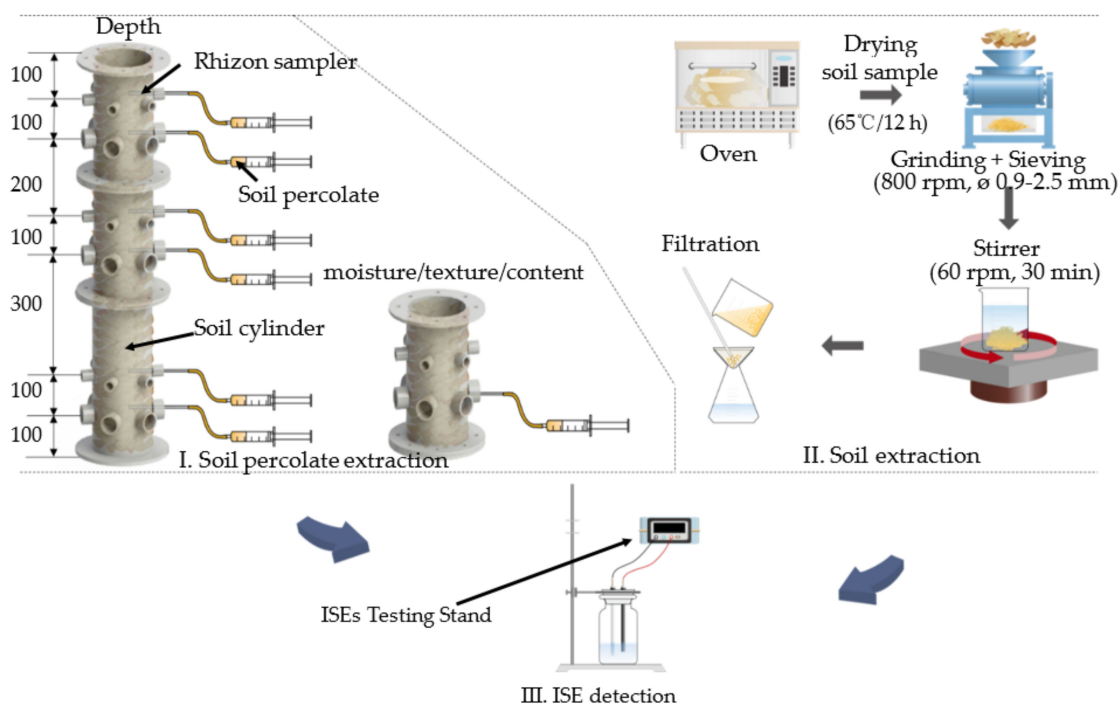 Depth
100
Rhizon sampler
100
200
Soil percolate
100
300
moisture/texture/content
Soil cylinder
100
100
I. Soil percolate extraction
Oven
Drying
soil sample
(65℃/12 h)
Grinding + Sieving
(800 rpm, ø 0.9-2.5 mm)
Stirrer
(60 rpm, 30 min)
Filtration
II. Soil extraction
ISEs Testing Stand
III. ISE detection